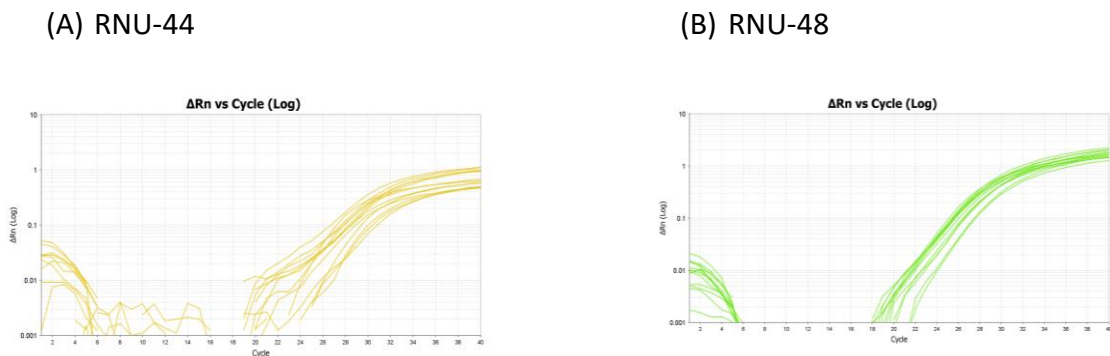 (A) RNU-44
(B) RNU-48
ΔRn vs Cycle (Log)
10
1
0.1
0.01
0.001
ΔRn (Log)
2 4 6 8 10 12 14 16 18 20 22 24 26 28 30 32 34 36 38 40
Cycle
ΔRn vs Cycle (Log)
10
1
0.1
0.01
0.001
ΔRn (Log)
2 4 6 8 10 12 14 16 18 20 22 24 26 28 30 32 34 36 38 40
Cycle